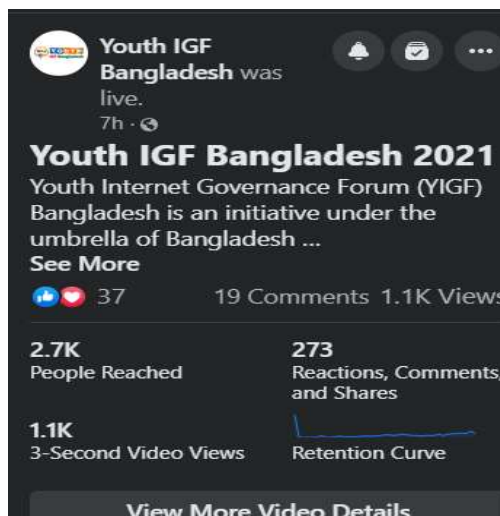 Youth IGF
Bangladesh was
live.
7h ·
Youth IGF Bangladesh 2021
Youth Internet Governance Forum (YIGF)
Bangladesh is an initiative under the
umbrella of Bangladesh ...
See More
37 19 Comments 1.1K Views
2.7K
People Reached
273
Reactions, Comments,
and Shares
1.1K
3-Second Video Views
Retention Curve
View More Video Details